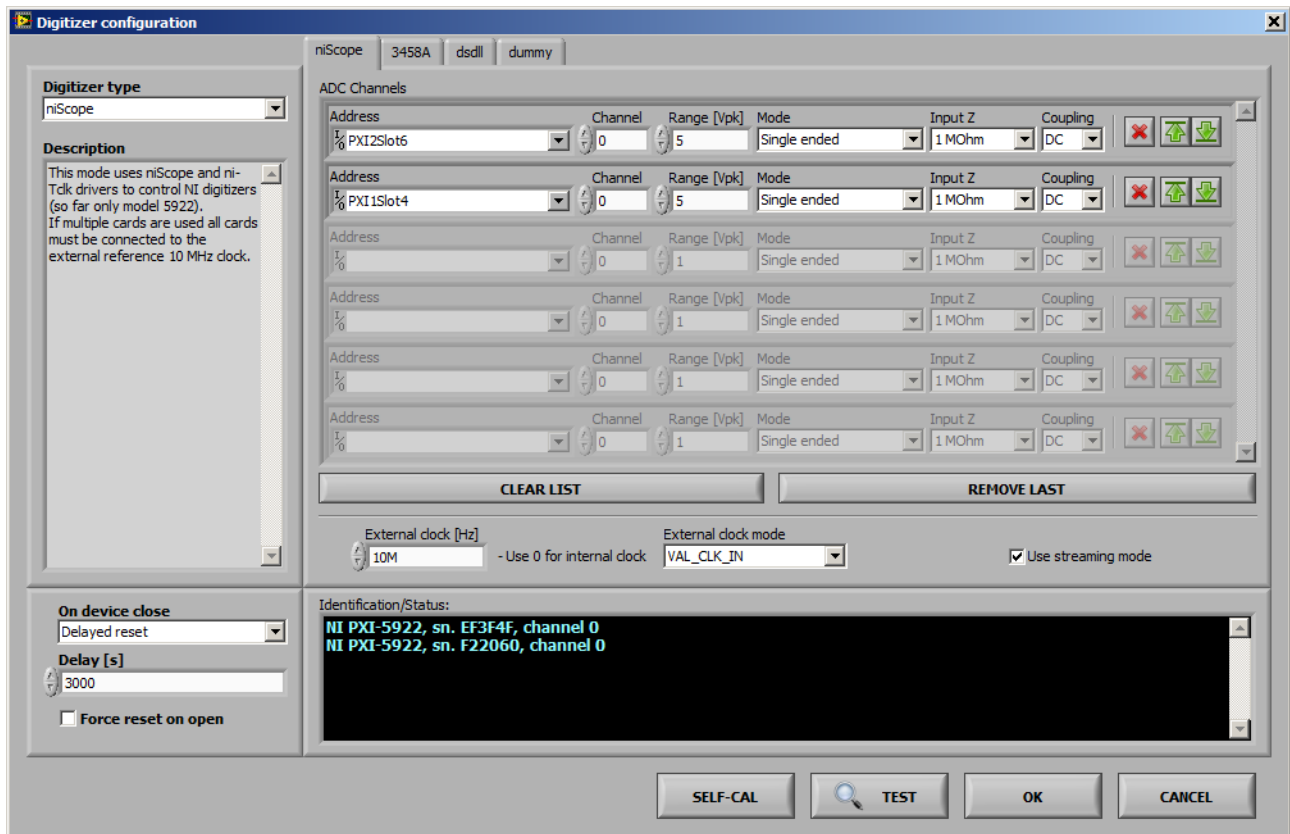 Digitizer configuration
niScope 3458A dsdll dummy
Digitizer type
niScope
Description
This mode uses niScope and ni-
Tclk drivers to control NI digitizers
(so far only model 5922).
If multiple cards are used all cards
must be connected to the
external reference 10 MHz clock.
ADC Channels
Address Channel Range [Vpk] Mode Input Z Coupling
I/O PXI2Slot6 0 5 Single ended 1 MOhm DC
Address Channel Range [Vpk] Mode Input Z Coupling
I/O PXI1Slot4 0 5 Single ended 1 MOhm DC
Address Channel Range [Vpk] Mode Input Z Coupling
I/O 0 1 Single ended 1 MOhm DC
Address Channel Range [Vpk] Mode Input Z Coupling
I/O 0 1 Single ended 1 MOhm DC
Address Channel Range [Vpk] Mode Input Z Coupling
I/O 0 1 Single ended 1 MOhm DC
Address Channel Range [Vpk] Mode Input Z Coupling
I/O 0 1 Single ended 1 MOhm DC
CLEAR LIST REMOVE LAST
External clock [Hz] External clock mode
10M - Use 0 for internal clock VAL_CLK_IN Use streaming mode
On device close
Delayed reset
Delay [s]
3000
Force reset on open
Identification/Status:
NI PXI-5922, sn. EF3F4F, channel 0
NI PXI-5922, sn. F22060, channel 0
SELF-CAL TEST OK CANCEL